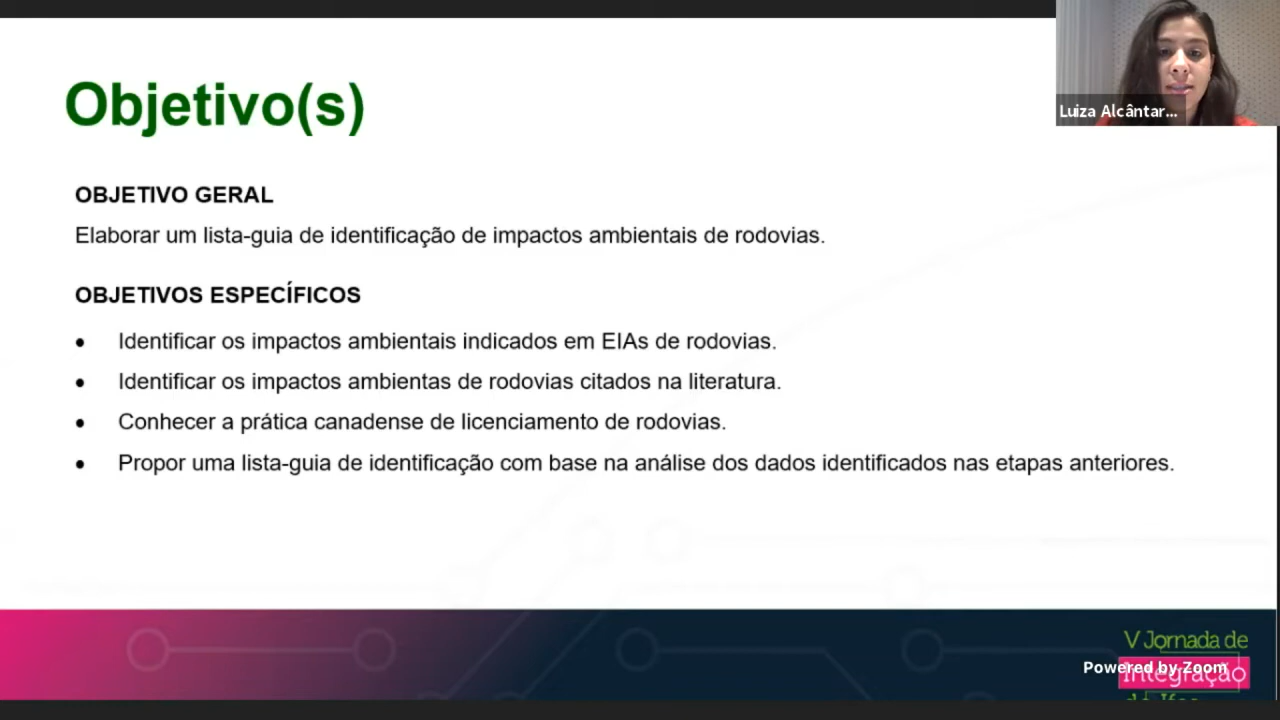 Objetivo(s)
Luiza Alcântar...
OBJETIVO GERAL
Elaborar um lista-guia de identificação de impactos ambientais de rodovias.
OBJETIVOS ESPECÍFICOS
• Identificar os impactos ambientais indicados em EIAs de rodovias.
• Identificar os impactos ambientas de rodovias citados na literatura.
• Conhecer a prática canadense de licenciamento de rodovias.
• Propor uma lista-guia de identificação com base na análise dos dados identificados nas etapas anteriores.
V Jornada de
Powered by Zoom
Integração